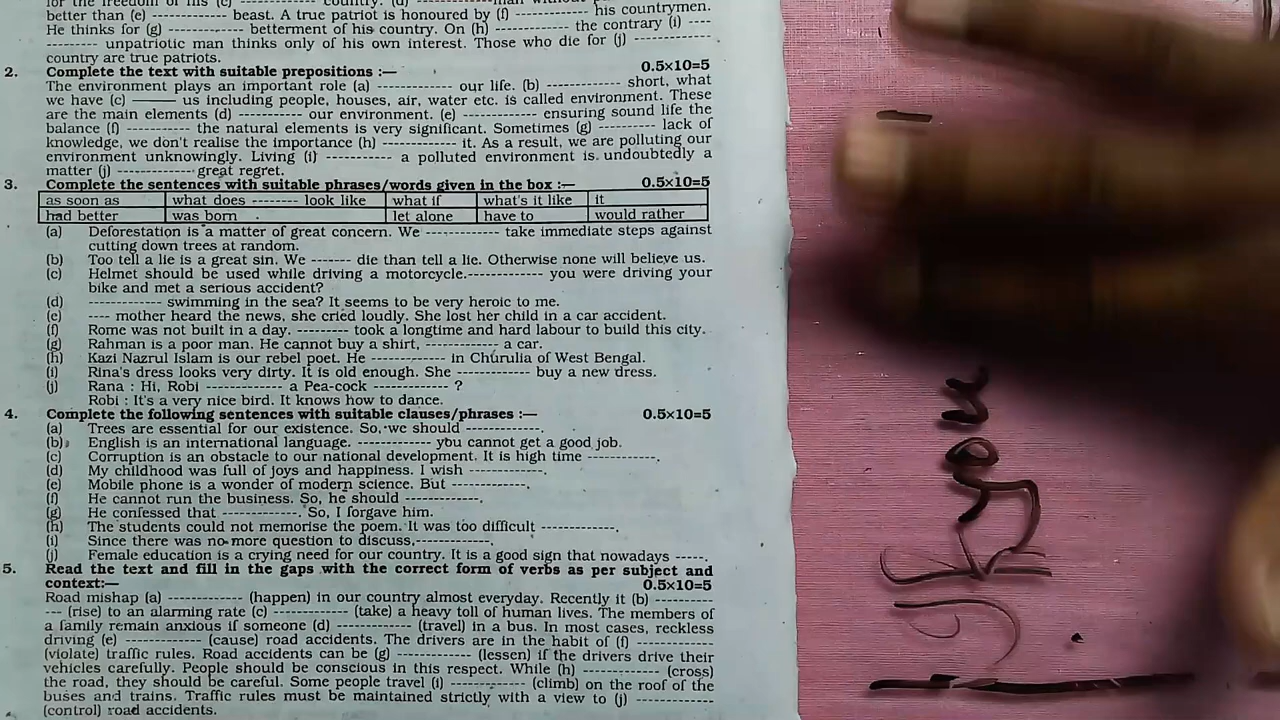 country. (d) ------------man without
better than (e) ------------ beast. A true patriot is honoured by (f) ------------ his countrymen.
He thinks for (g) ------------ betterment of his country. On (h) ------------ the contrary (i) ----
--------- unpatriotic man thinks only of his own interest. Those who die for (j) -------------
country are true patriots.
2. Complete the text with suitable prepositions :— 0.5×10=5
The environment plays an important role (a) ------------ our life. (b) ------------ short, what
we have (c) ——— us including people, houses, air, water etc. is called environment. These
are the main elements (d) ------------ our environment. (e) ------------ ensuring sound life the
balance (f) ----------- the natural elements is very significant. Sometimes (g) ---------- lack of
knowledge, we don't realise the importance (h) ------------- it. As a result, we are polluting our
environment unknowingly. Living (i) ----------- a polluted environment is undoubtedly a
matter (j) ------------- great regret.
3. Complete the sentences with suitable phrases/words given in the box :— 0.5×10=5
as soon as what does -------- look like what if what's it like it
had better was born let alone have to would rather
(a) Deforestation is a matter of great concern. We ------------ take immediate steps against
cutting down trees at random.
(b) Too tell a lie is a great sin. We ------- die than tell a lie. Otherwise none will believe us.
(c) Helmet should be used while driving a motorcycle.------------- you were driving your
bike and met a serious accident?
(d) ------------ swimming in the sea? It seems to be very heroic to me.
(e) ---- mother heard the news, she cried loudly. She lost her child in a car accident.
(f) Rome was not built in a day. -------- took a longtime and hard labour to build this city.
(g) Rahman is a poor man. He cannot buy a shirt, ------------ a car.
(h) Kazi Nazrul Islam is our rebel poet. He ------------ in Churulia of West Bengal.
(i) Rina's dress looks very dirty. It is old enough. She ------------ buy a new dress.
(j) Rana : Hi, Robi ------------ a Pea-cock ------------ ?
Robi : It's a very nice bird. It knows how to dance.
4. Complete the following sentences with suitable clauses/phrases :— 0.5×10=5
(a) Trees are essential for our existence. So, we should ------------.
(b) English is an international language. ------------ you cannot get a good job.
(c) Corruption is an obstacle to our national development. It is high time -----------.
(d) My childhood was full of joys and happiness. I wish ------------.
(e) Mobile phone is a wonder of modern science. But ------------.
(f) He cannot run the business. So, he should ------------.
(g) He confessed that ------------. So, I forgave him.
(h) The students could not memorise the poem. It was too difficult ------------.
(i) Since there was no more question to discuss,------------.
(j) Female education is a crying need for our country. It is a good sign that nowadays -----.
5. Read the text and fill in the gaps with the correct form of verbs as per subject and
context:— 0.5×10=5
Road mishap (a) ------------ (happen) in our country almost everyday. Recently it (b) ----------
--- (rise) to an alarming rate (c) ------------ (take) a heavy toll of human lives. The members of
a family remain anxious if someone (d) ------------ (travel) in a bus. In most cases, reckless
driving (e) ------------ (cause) road accidents. The drivers are in the habit of (f) -------------
(violate) traffic rules. Road accidents can be (g) ------------ (lessen) if the drivers drive their
vehicles carefully. People should be conscious in this respect. While (h) ------------ (cross)
the road, they should be careful. Some people travel (i) ------------ (climb) on the roof of the
buses and trains. Traffic rules must be maintained strictly with a view to (j) -------------
(control) road accidents.